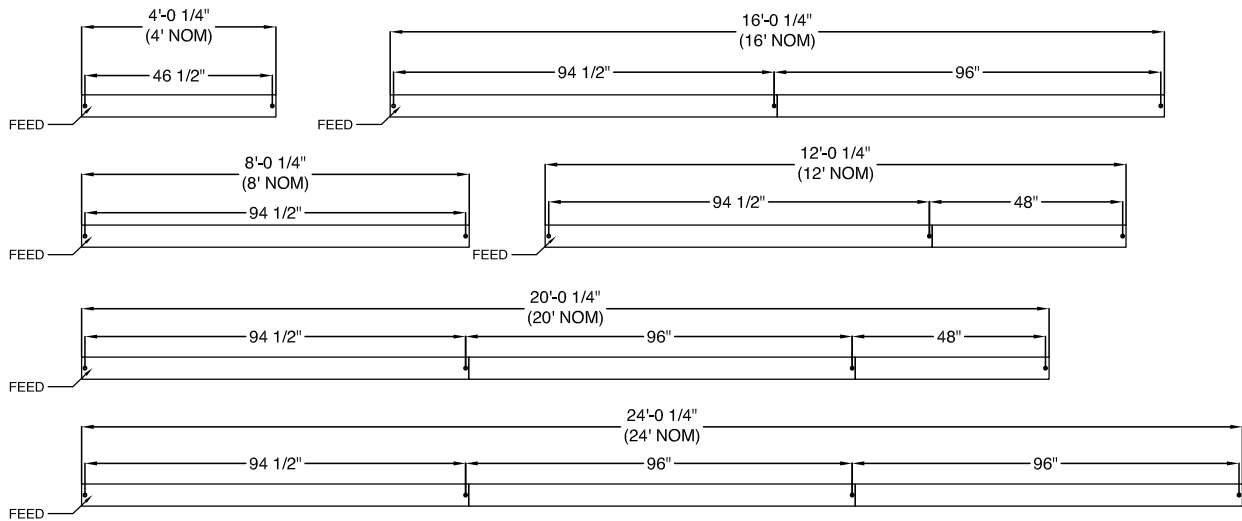 4'-0 1/4"
(4' NOM)
46 1/2"
FEED
16'-0 1/4"
(16' NOM)
94 1/2" 96"
FEED
8'-0 1/4"
(8' NOM)
94 1/2"
FEED
12'-0 1/4"
(12' NOM)
94 1/2" 48"
FEED
20'-0 1/4"
(20' NOM)
94 1/2" 96" 48"
FEED
24'-0 1/4"
(24' NOM)
94 1/2" 96" 96"
FEED